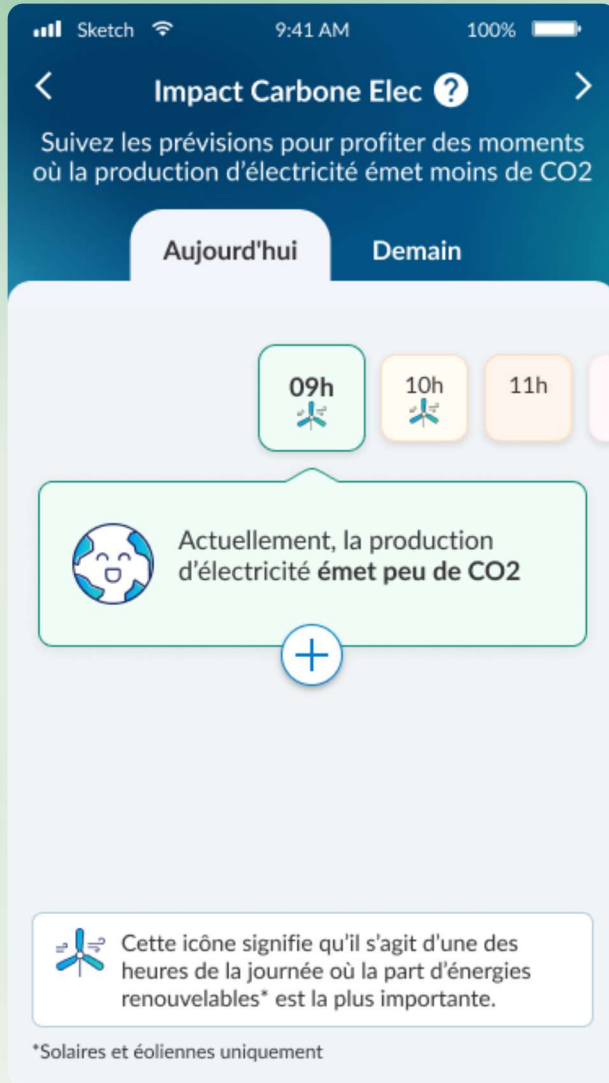 Sketch 9:41 AM 100%
Impact Carbone Elec ?
Suivez les prévisions pour profiter des moments
où la production d’électricité émet moins de CO2
Aujourd'hui Demain
09h 10h 11h
Actuellement, la production
d’électricité émet peu de CO2
Cette icône signifie qu’il s’agit d’une des
heures de la journée où la part d’énergies
renouvelables* est la plus importante.
*Solaires et éoliennes uniquement